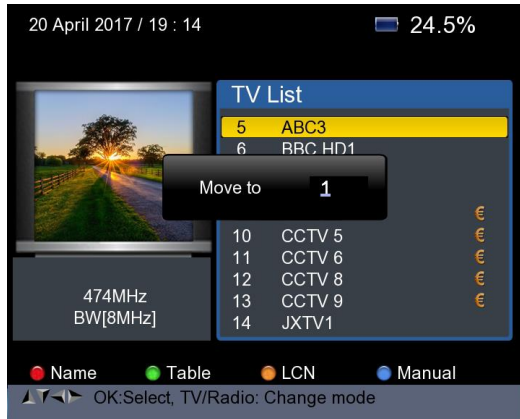 20 April 2017 / 19 : 14
24.5%
TV List
5 ABC3
6 BBC HD1
Move to 1
€
10 CCTV 5 €
11 CCTV 6 €
12 CCTV 8 €
13 CCTV 9 €
14 JXTV1
474MHz
BW[8MHz]
Name Table LCN Manual
OK:Select, TV/Radio: Change mode